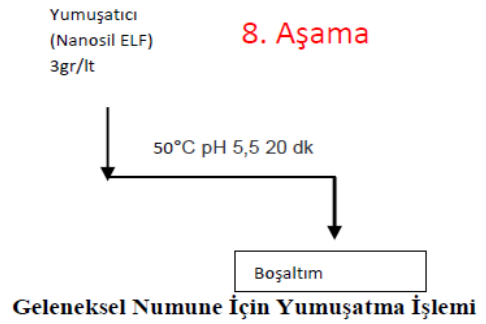 Yumuşatıcı
(Nanosil ELF)
3gr/lt
8. Aşama
50°C pH 5,5 20 dk
Boşaltım
Geleneksel Numune İçin Yumuşatma İşlemi